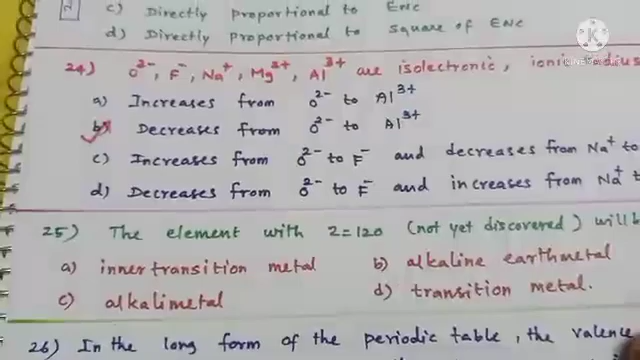 c) Directly proportional to ENC
d) Directly proportional to square of ENC
24) O²⁻, F⁻, Na⁺, Mg²⁺, Al³⁺ are isolectronic, ionic radius
a) Increases from O²⁻ to Al³⁺
b) Decreases from O²⁻ to Al³⁺
c) Increases from O²⁻ to F⁻ and decreases from Na⁺ to
d) Decreases from O²⁻ to F⁻ and increases from Na⁺
25) The element with Z=120 (not yet discovered) will
a) inner transition metal b) alkaline earthmetal
c) alkalimetal d) transition metal.
26) In the long form of the periodic table, the valence